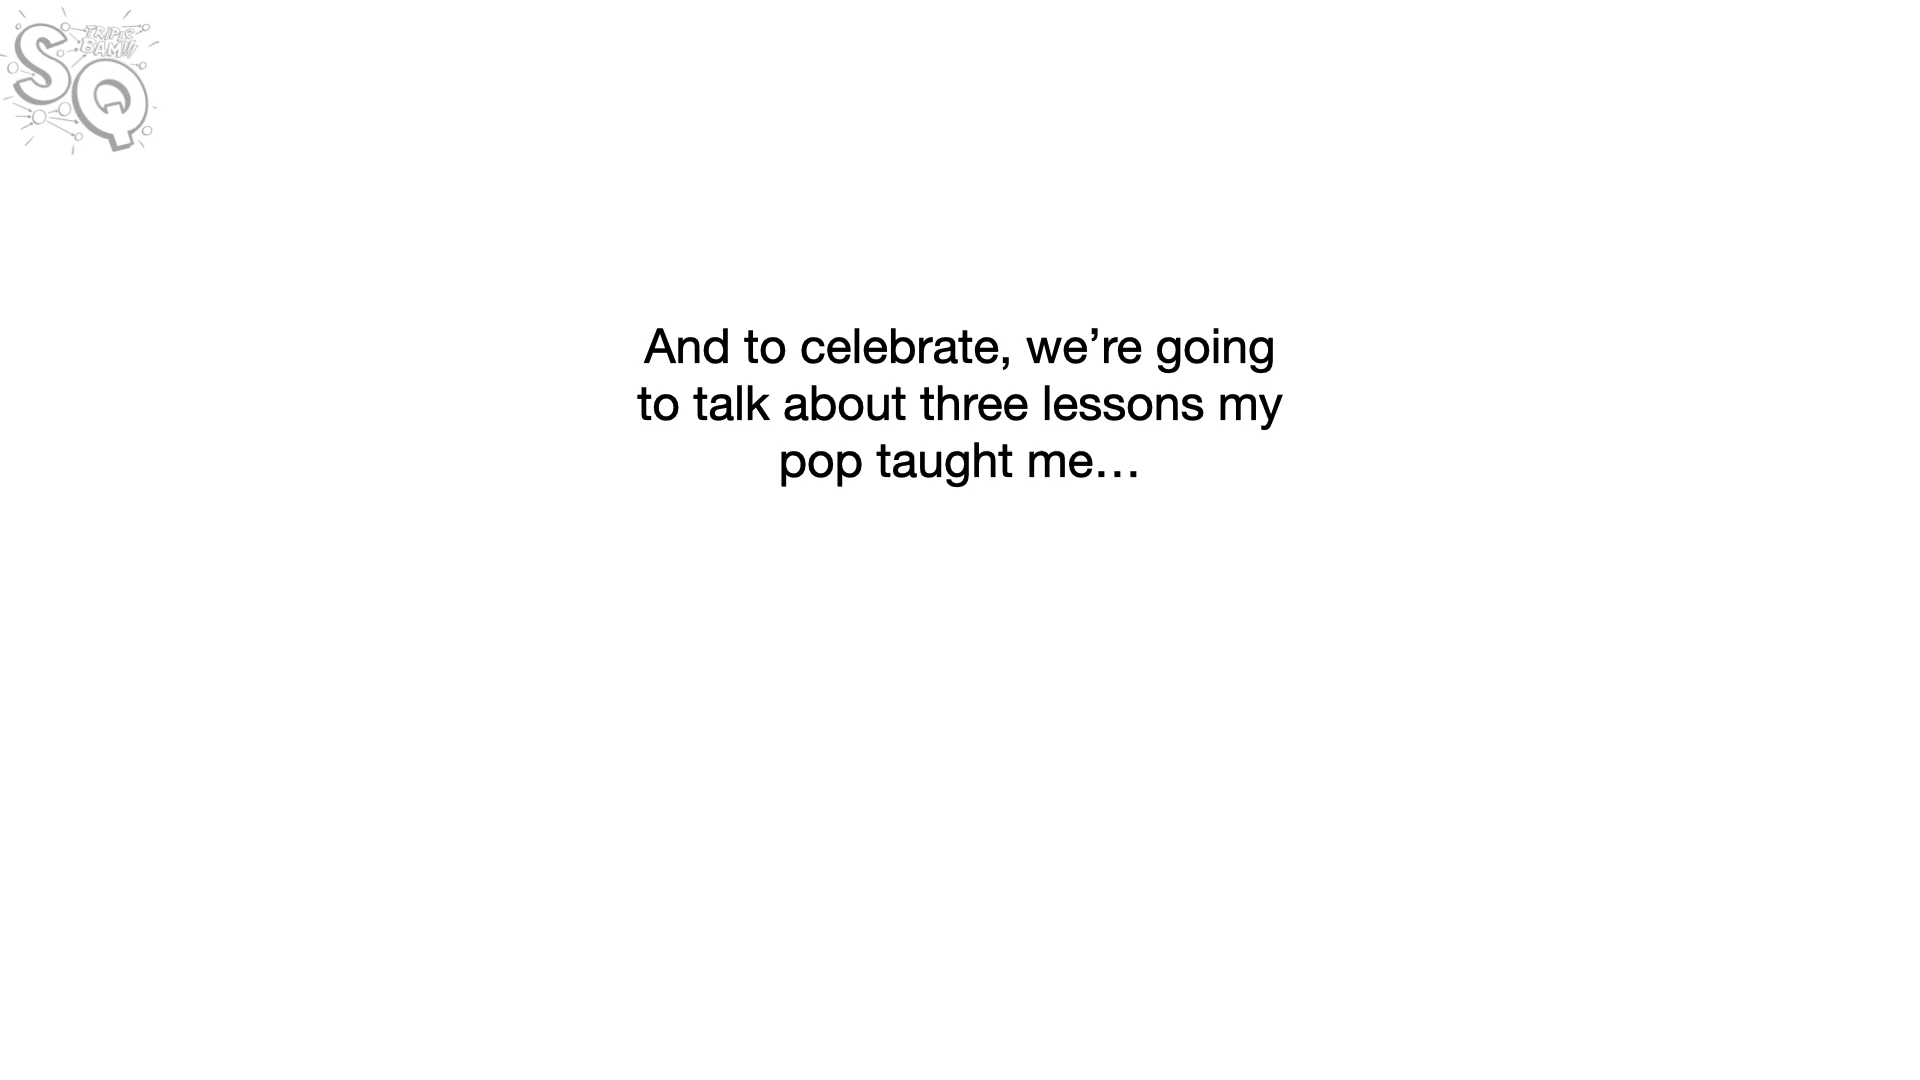 SQ
TRIPLE
BAM!!!
And to celebrate, we’re going
to talk about three lessons my
pop taught me…